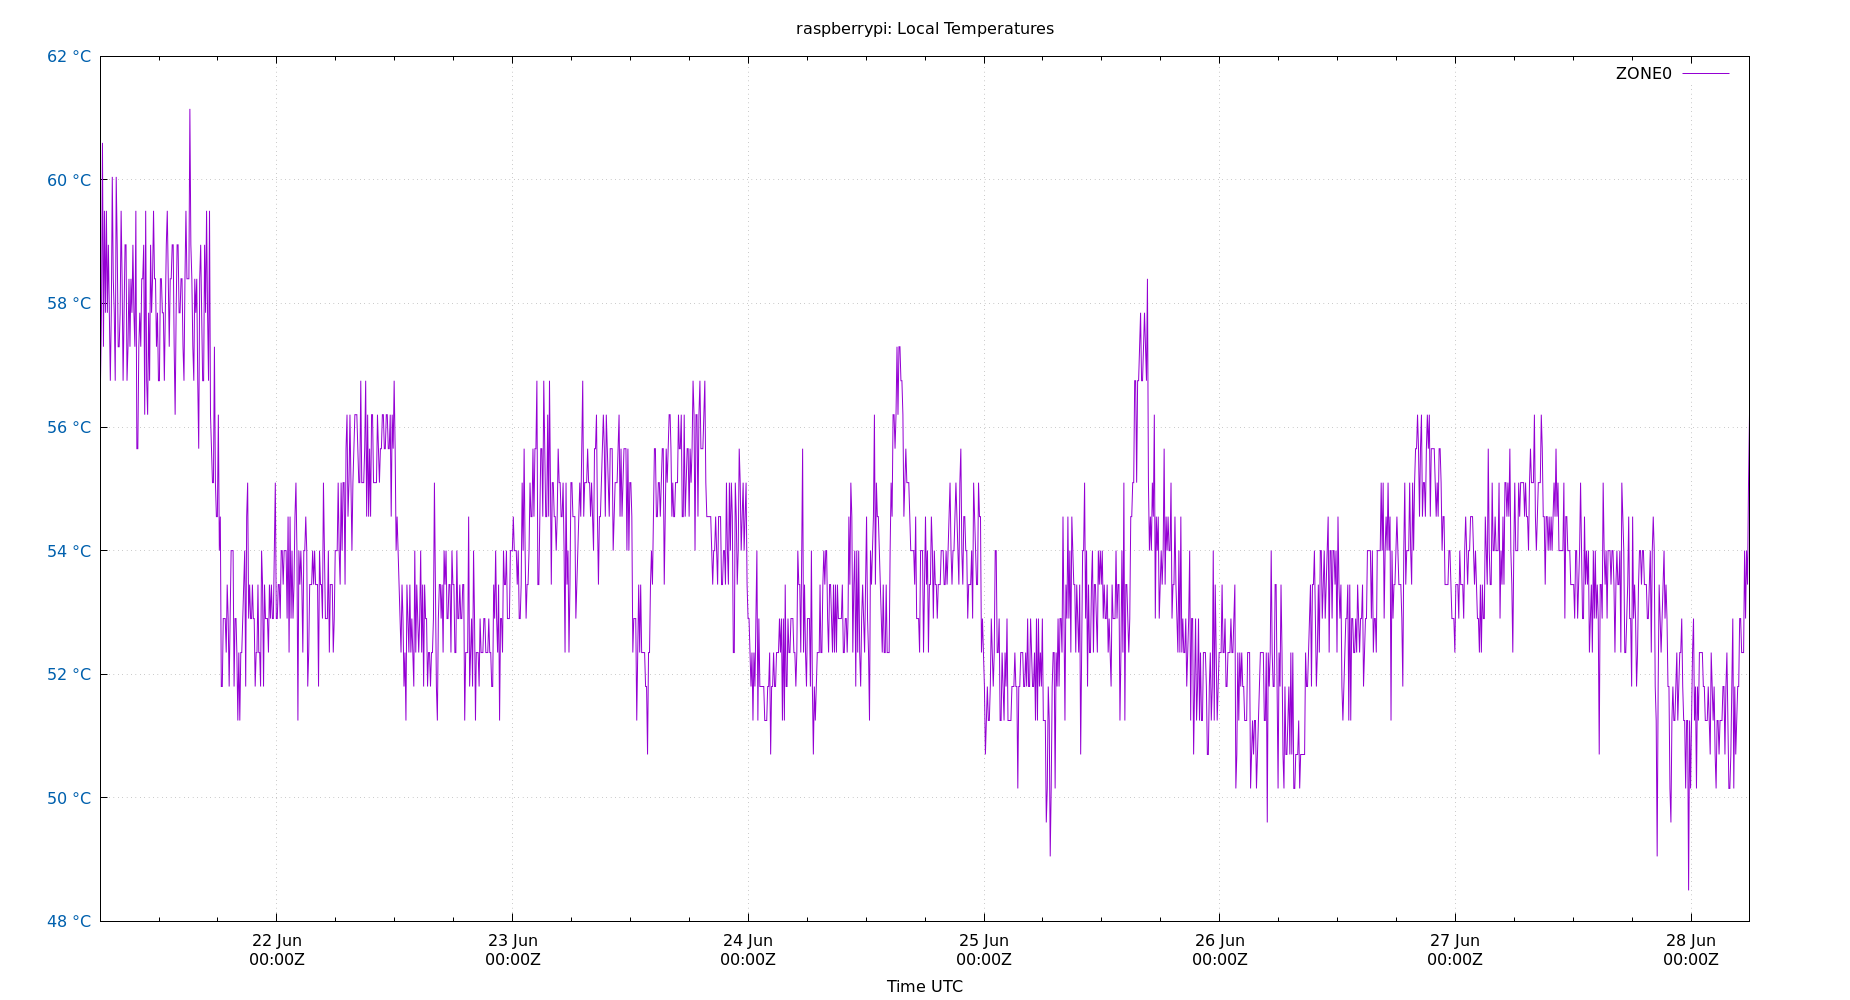 raspberrypi: Local Temperatures
62 °C
ZONE0
60 °C
58 °C
56 °C
54 °C
52 °C
50 °C
48 °C
22 Jun 23 Jun 24 Jun 25 Jun 26 Jun 27 Jun 28 Jun
00:00Z 00:00Z 00:00Z 00:00Z 00:00Z 00:00Z 00:00Z
Time UTC